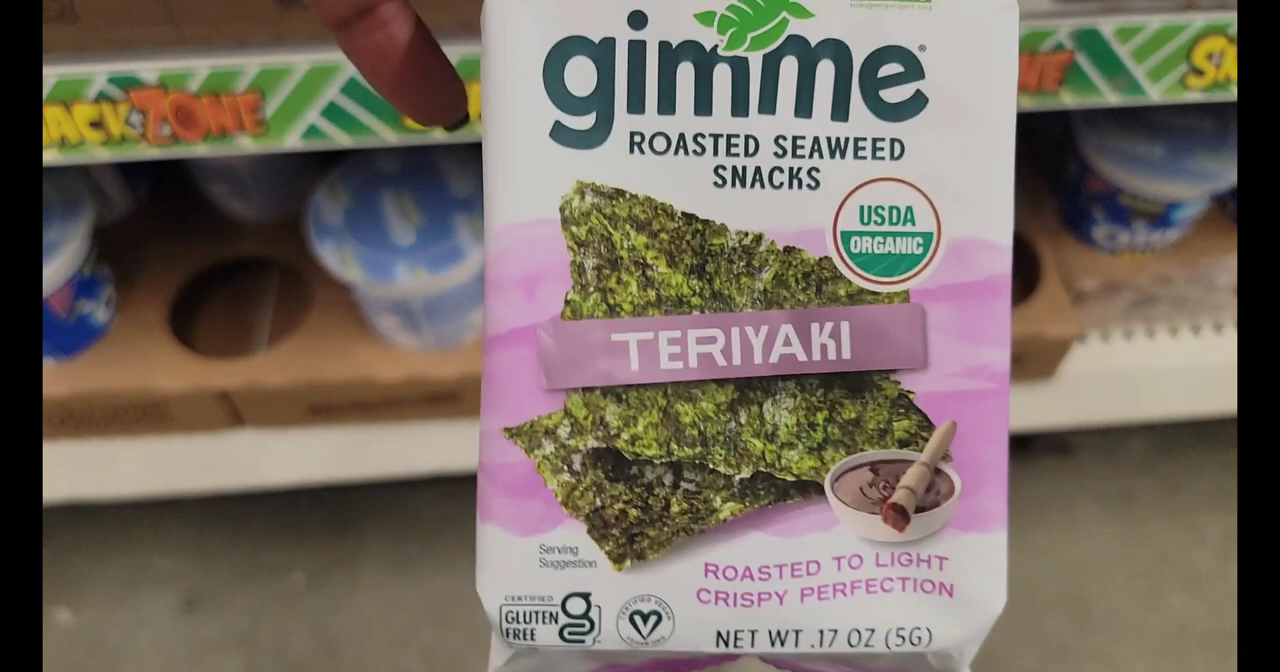 gimme®
ROASTED SEAWEED
SNACKS
USDA
ORGANIC
TERIYAKI
Serving
Suggestion
ROASTED TO LIGHT
CRISPY PERFECTION
CERTIFIED
GLUTEN
FREE
NET WT .17 OZ (5G)
ACK ZONE